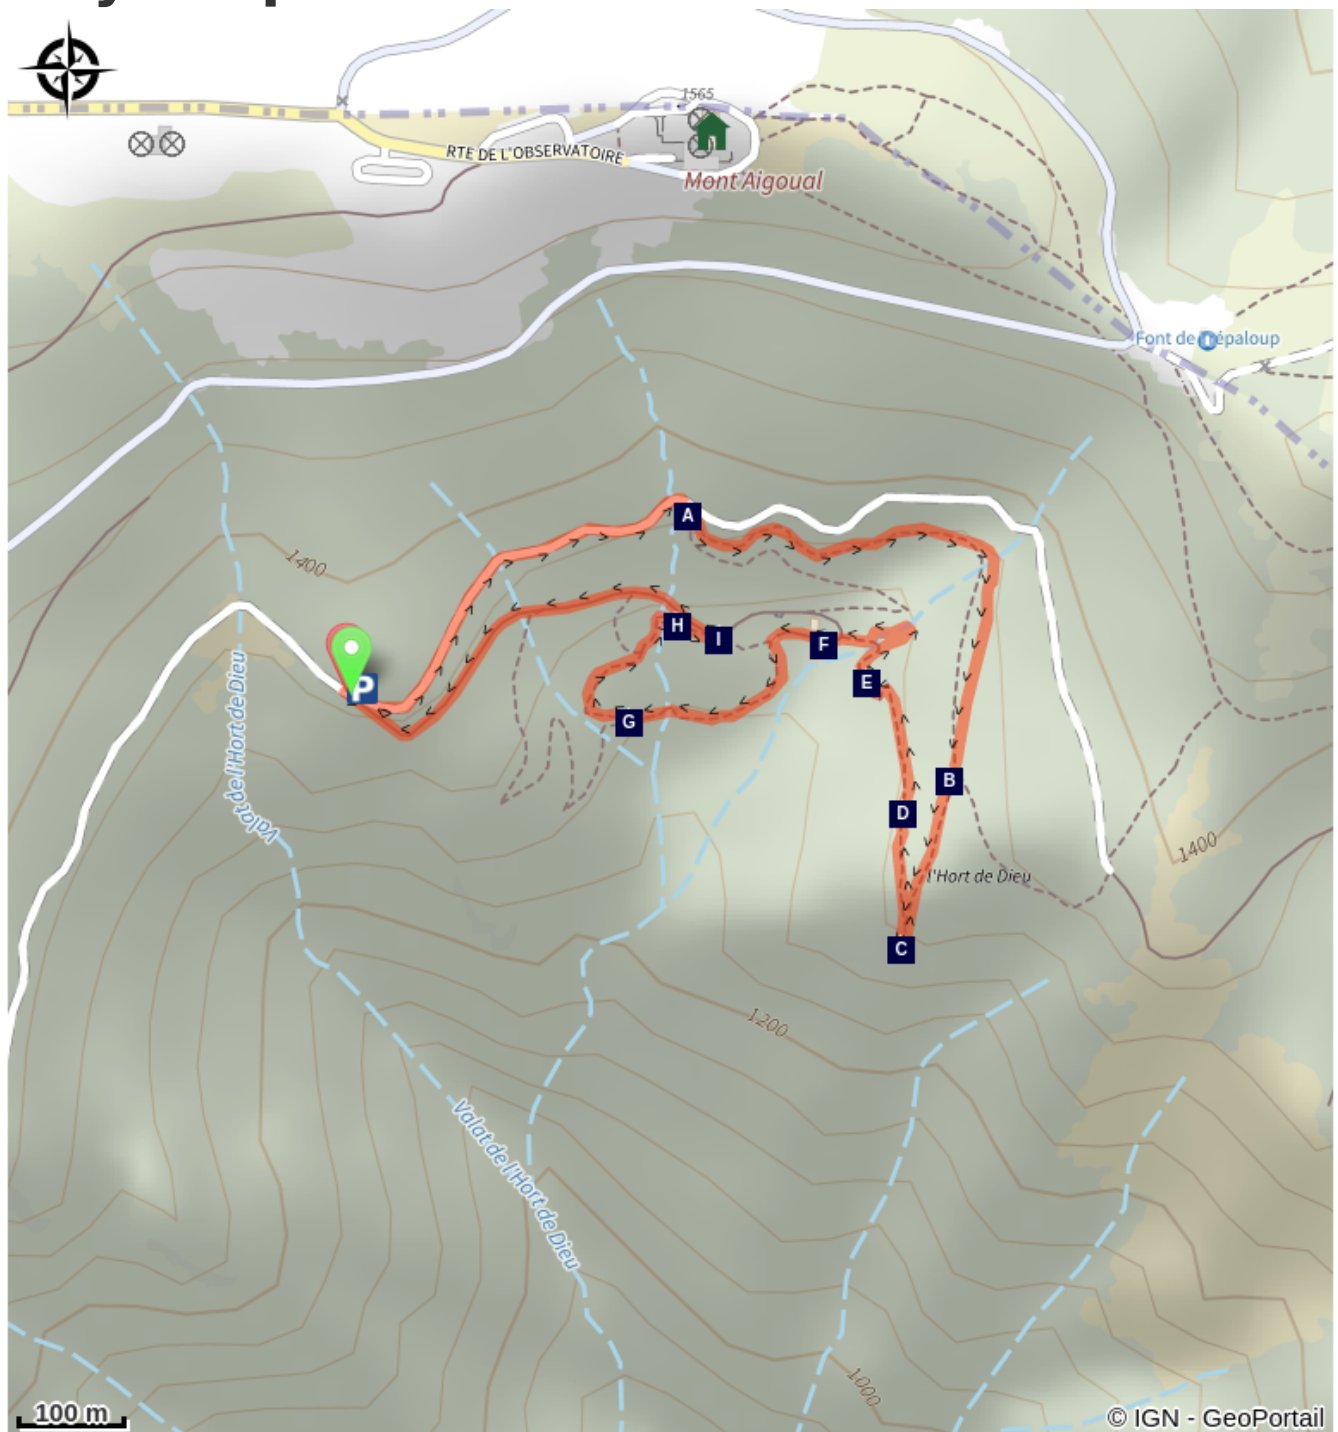 1565
RTE DE L'OBSERVATOIRE
Mont Aigoual
Font de Trépaloup
A
1400
H
I
F
P
E
Valat de l'Hort de Dieu
G
B
D
1400
l'Hort de Dieu
C
1200
Valat de l'Hort de Dieu
1000
100 m
© IGN - GeoPortail